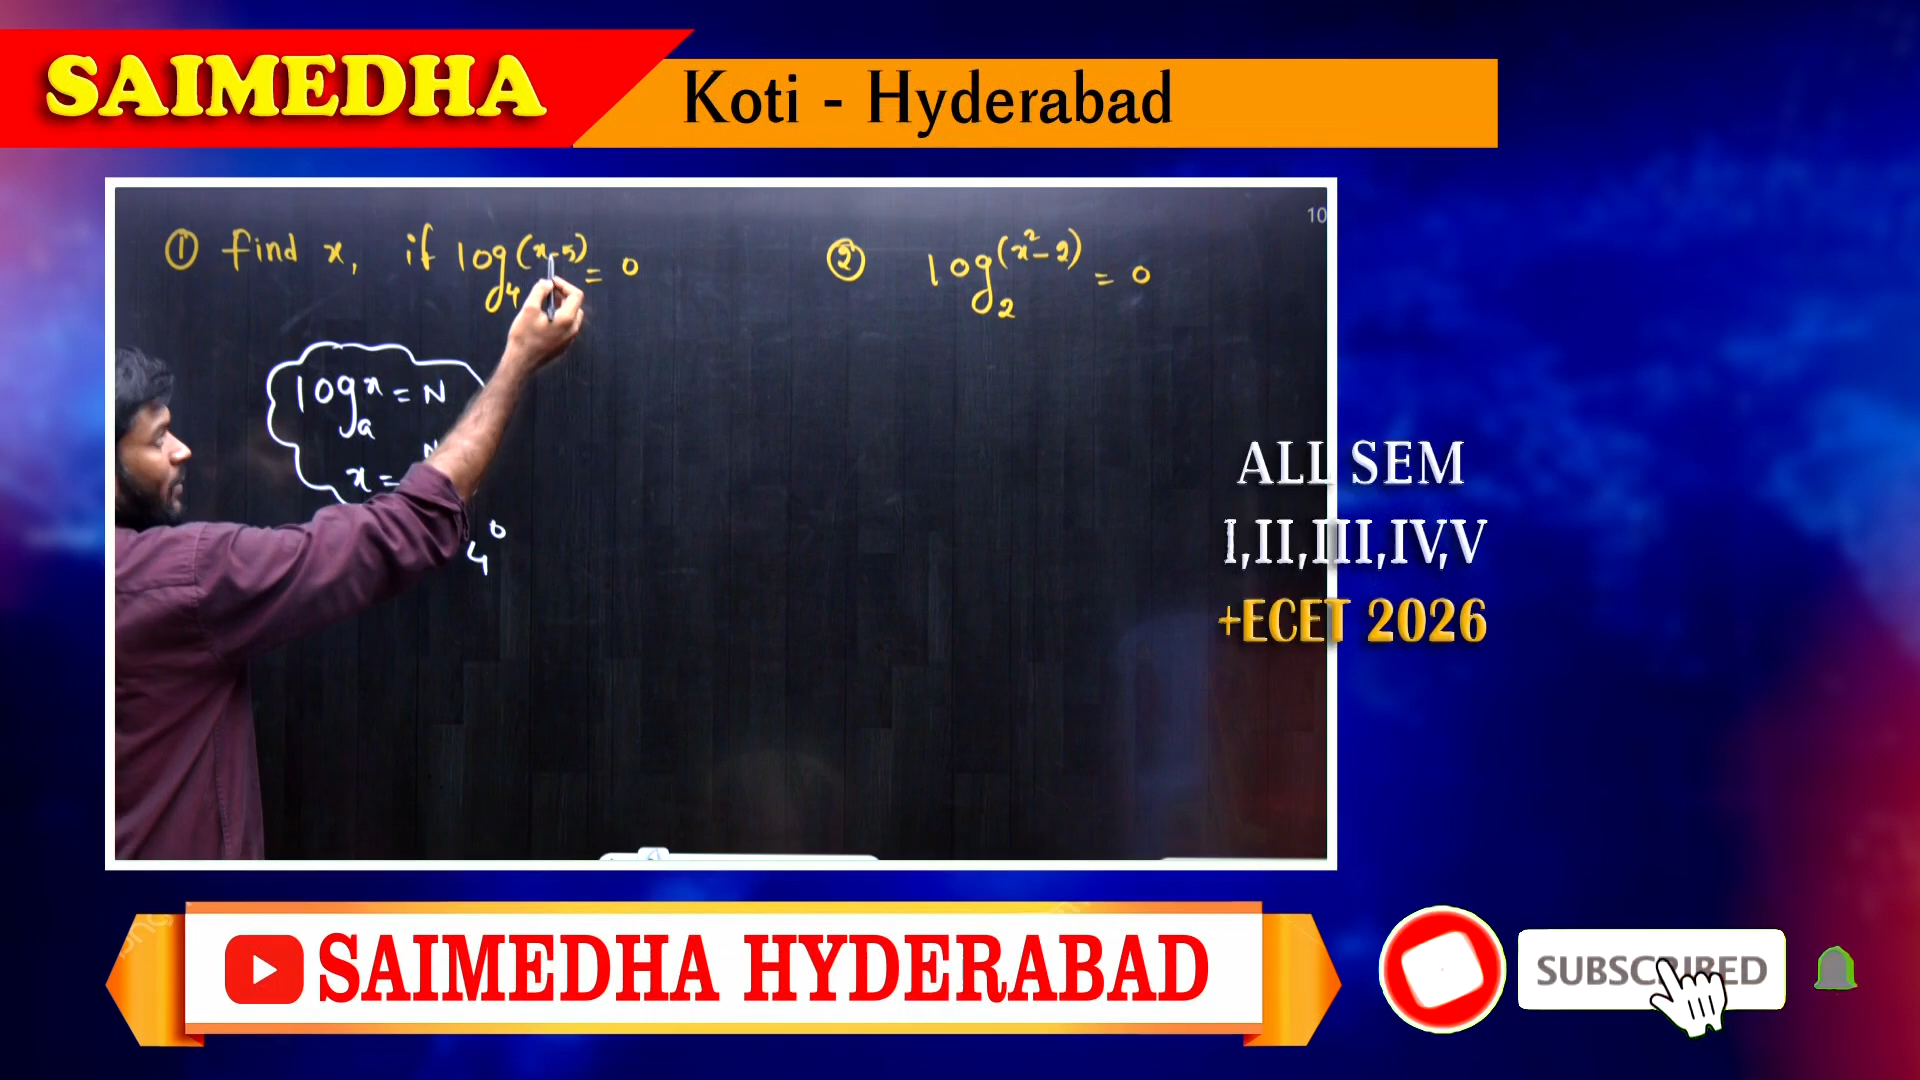 SAIMEDHA
Koti - Hyderabad
10
① find x, if log₄(x-5) = 0
② log₂(x²-2) = 0
logₐx = N
x =
4⁰
ALL SEM
I,II,III,IV,V
+ECET 2026
SAIMEDHA HYDERABAD
SUBSCRIBED